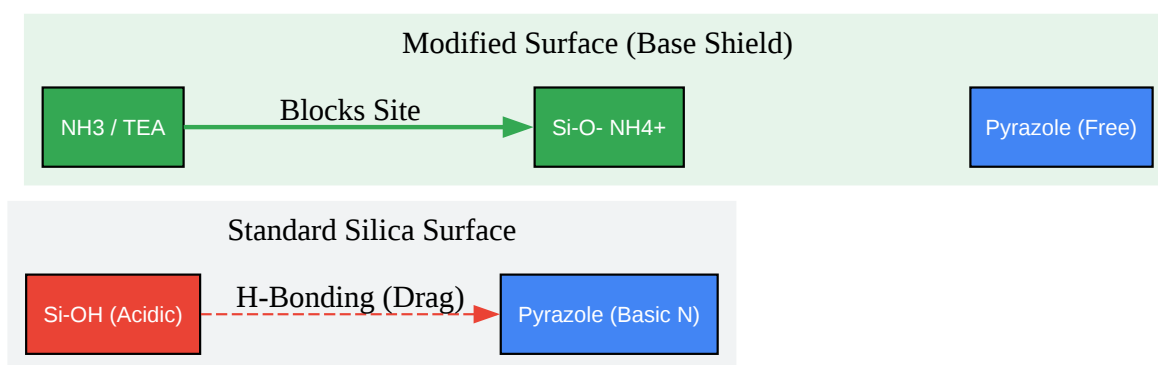 Modified Surface (Base Shield)
NH3 / TEA
Blocks Site
Si-O- NH4+
Pyrazole (Free)
Standard Silica Surface
Si-OH (Acidic)
H-Bonding (Drag)
Pyrazole (Basic N)